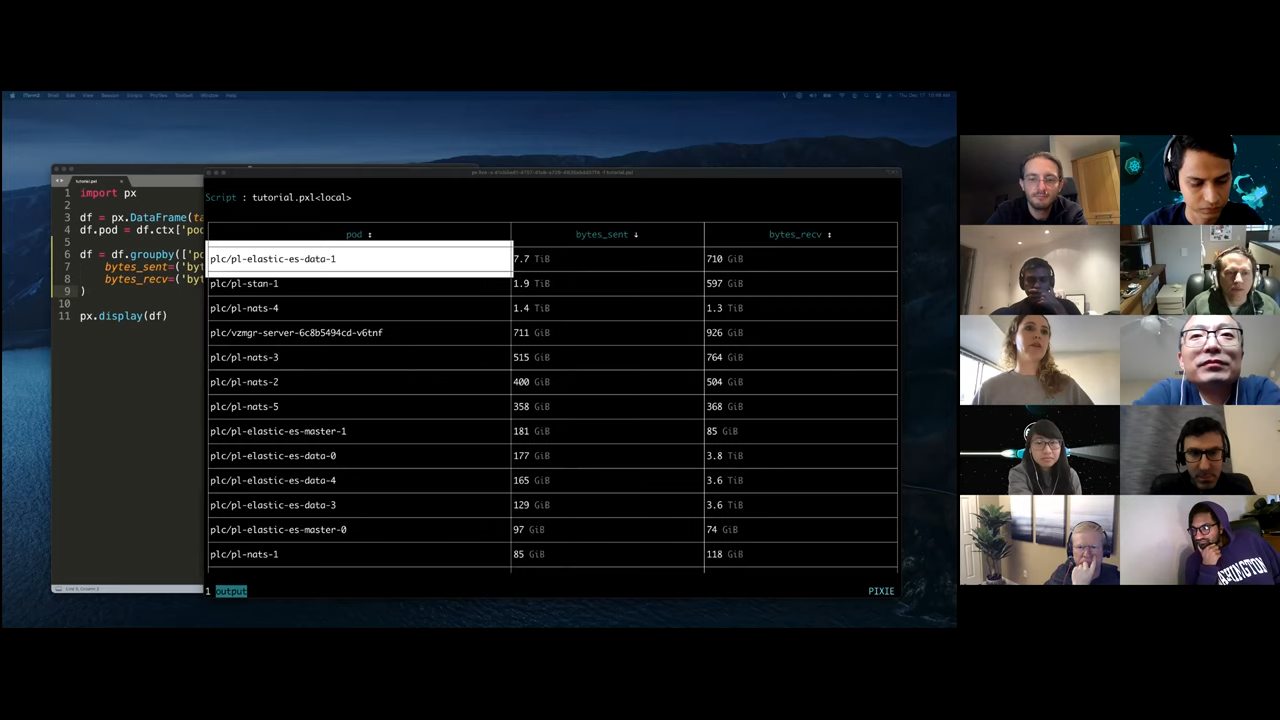 tutorial.pxl
1 import px
2
3 df = px.DataFrame(ta
4 df.pod = df.ctx['poc
5
6 df = df.groupby(['pc
7 bytes_sent=('by
8 bytes_recv=('byt
9 )
10
11 px.display(df)
Script : tutorial.pxl<local>
pod ↕ bytes_sent ↓ bytes_recv ↕
plc/pl-elastic-es-data-1 7.7 TiB 710 GiB
plc/pl-stan-1 1.9 TiB 597 GiB
plc/pl-nats-4 1.4 TiB 1.3 TiB
plc/vzmgr-server-6c8b5494cd-v6tnf 711 GiB 926 GiB
plc/pl-nats-3 515 GiB 764 GiB
plc/pl-nats-2 400 GiB 504 GiB
plc/pl-nats-5 358 GiB 368 GiB
plc/pl-elastic-es-master-1 181 GiB 85 GiB
plc/pl-elastic-es-data-0 177 GiB 3.8 TiB
plc/pl-elastic-es-data-4 165 GiB 3.6 TiB
plc/pl-elastic-es-data-3 129 GiB 3.6 TiB
plc/pl-elastic-es-master-0 97 GiB 74 GiB
plc/pl-nats-1 85 GiB 118 GiB
1 output PIXIE